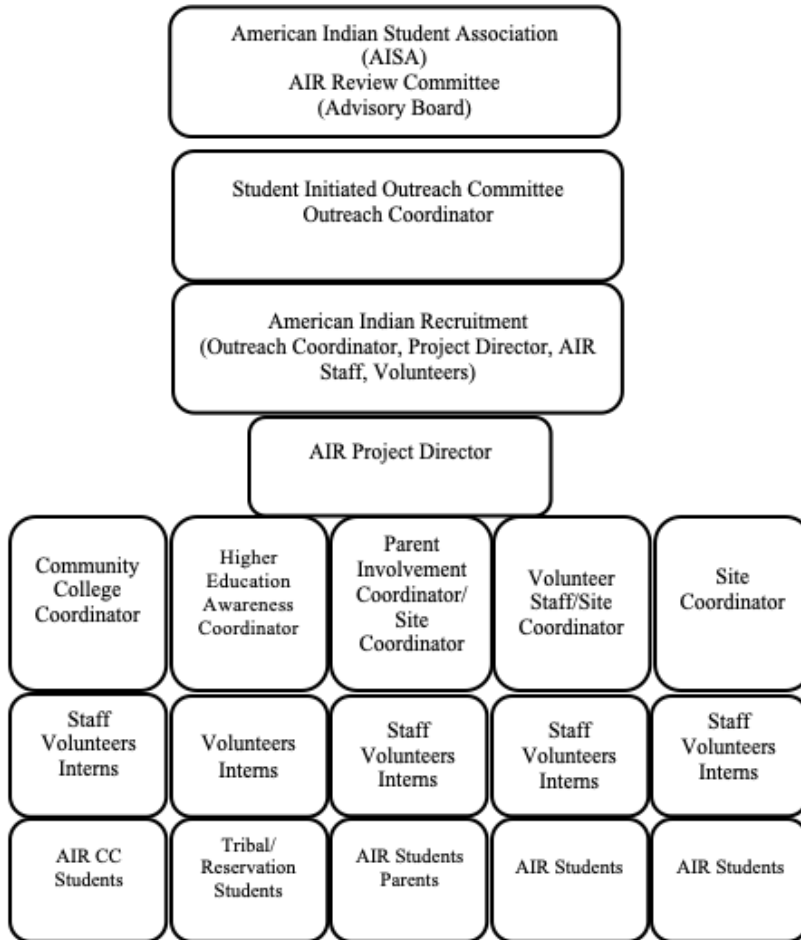 American Indian Student Association
(AISA)
AIR Review Committee
(Advisory Board)
Student Initiated Outreach Committee
Outreach Coordinator
American Indian Recruitment
(Outreach Coordinator, Project Director, AIR
Staff, Volunteers)
AIR Project Director
Community
College
Coordinator
Higher
Education
Awareness
Coordinator
Parent
Involvement
Coordinator/
Site
Coordinator
Volunteer
Staff/Site
Coordinator
Site
Coordinator
Staff
Volunteers
Interns
Volunteers
Interns
Staff
Volunteers
Interns
Staff
Volunteers
Interns
Staff
Volunteers
Interns
AIR CC
Students
Tribal/
Reservation
Students
AIR Students
Parents
AIR Students
AIR Students